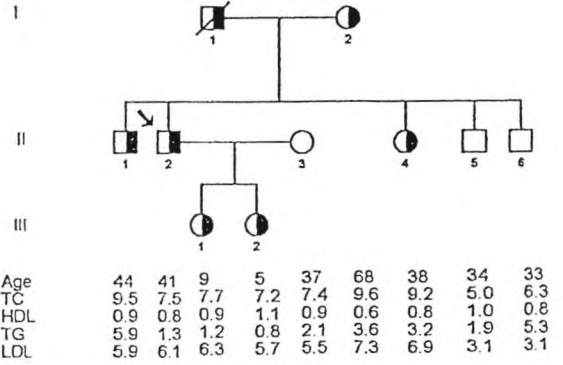 I
1 2
II
1 2 3 4 5 6
III
1 2
Age 44 41 9 5 37 68 38 34 33
TC 9.5 7.5 7.7 7.2 7.4 9.6 9.2 5.0 6.3
HDL 0.9 0.8 0.9 1.1 0.9 0.6 0.8 1.0 0.8
TG 5.9 1.3 1.2 0.8 2.1 3.6 3.2 1.9 5.3
LDL 5.9 6.1 6.3 5.7 5.5 7.3 6.9 3.1 3.1